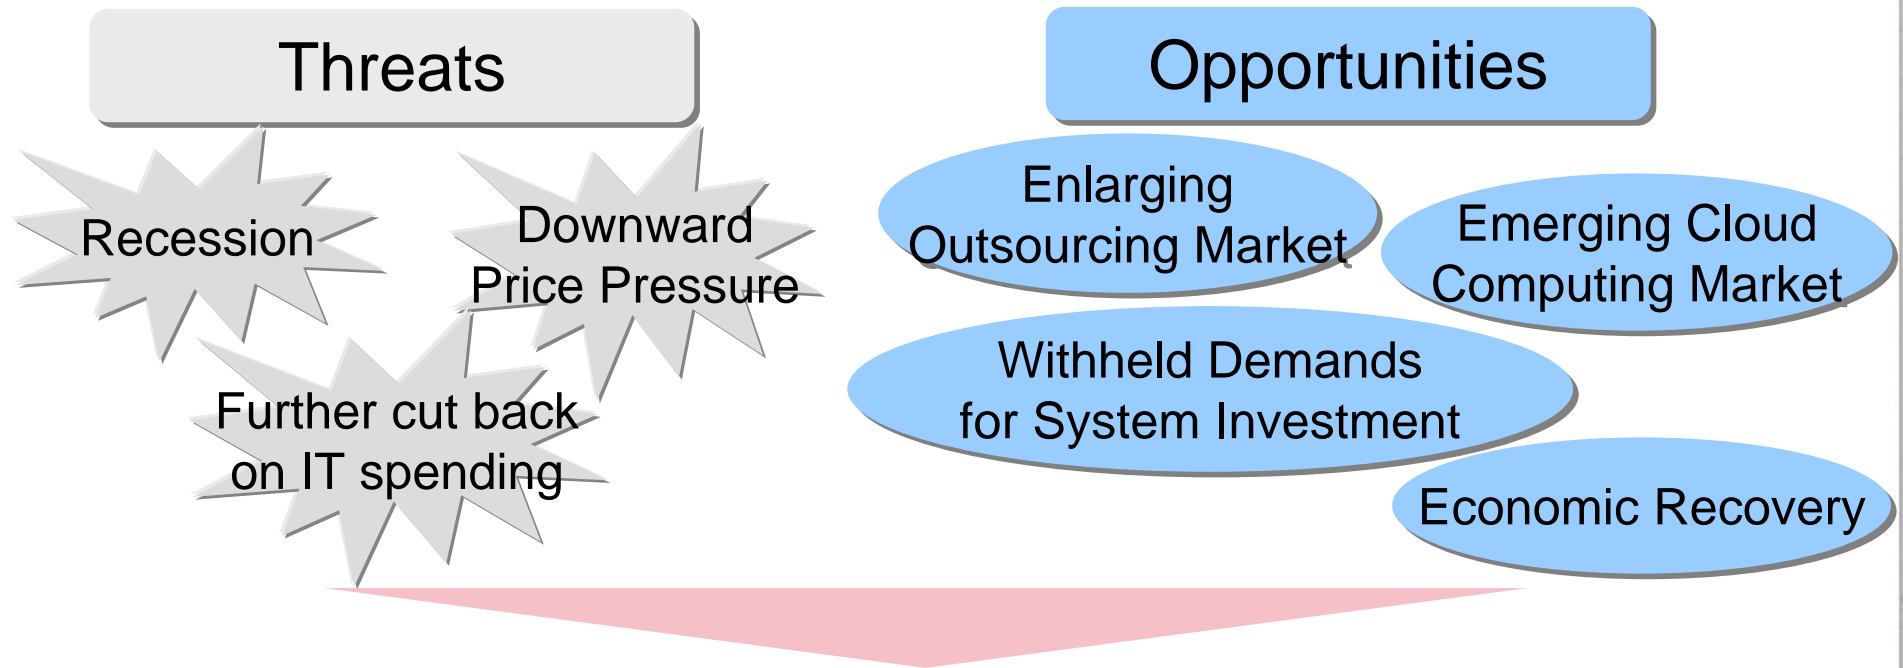 Threats
Recession
Downward
Price Pressure
Further cut back
on IT spending
Opportunities
Enlarging
Outsourcing Market
Emerging Cloud
Computing Market
Withheld Demands
for System Investment
Economic Recovery